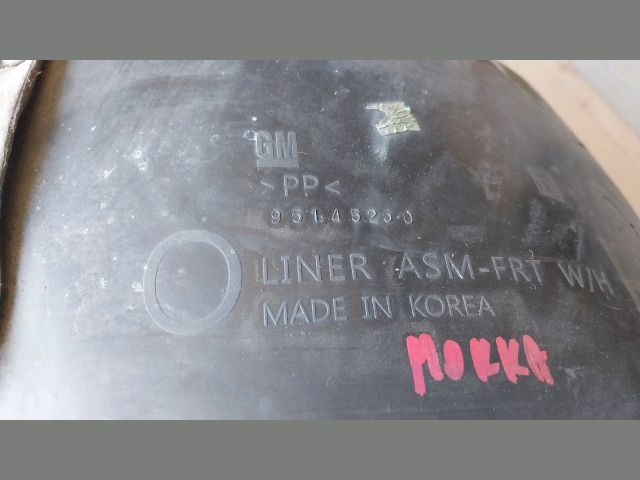 GM
>PP<
95145230
LINER ASM-FRT W/H
MADE IN KOREA
MOKKA